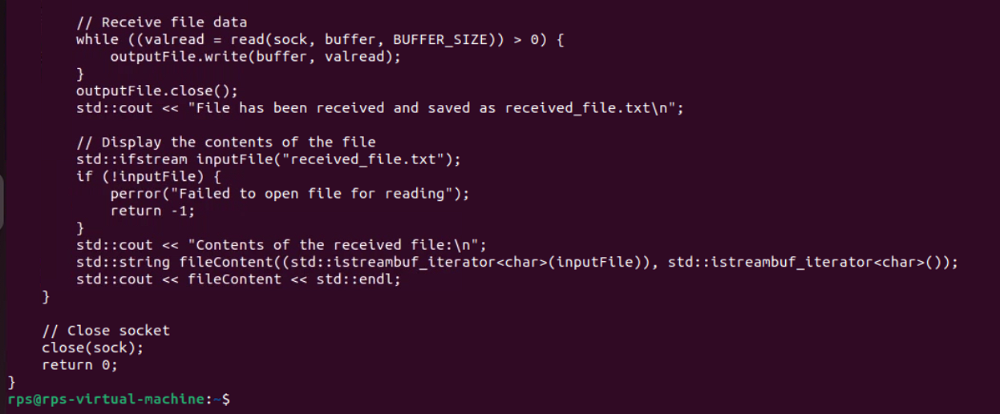 // Receive file data
while ((valread = read(sock, buffer, BUFFER_SIZE)) > 0) {
outputFile.write(buffer, valread);
}
outputFile.close();
std::cout << "File has been received and saved as received_file.txt\n";
// Display the contents of the file
std::ifstream inputFile("received_file.txt");
if (!inputFile) {
perror("Failed to open file for reading");
return -1;
}
std::cout << "Contents of the received file:\n";
std::string fileContent((std::istreambuf_iterator<char>(inputFile)), std::istreambuf_iterator<char>());
std::cout << fileContent << std::endl;
}
// Close socket
close(sock);
return 0;
}
rps@rps-virtual-machine:~$